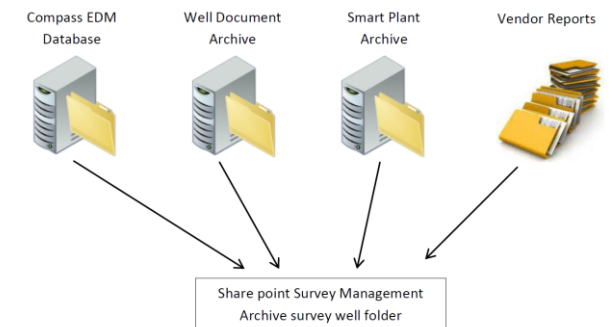 Compass EDM
Database
Well Document
Archive
Smart Plant
Archive
Vendor Reports
Share point Survey Management
Archive survey well folder